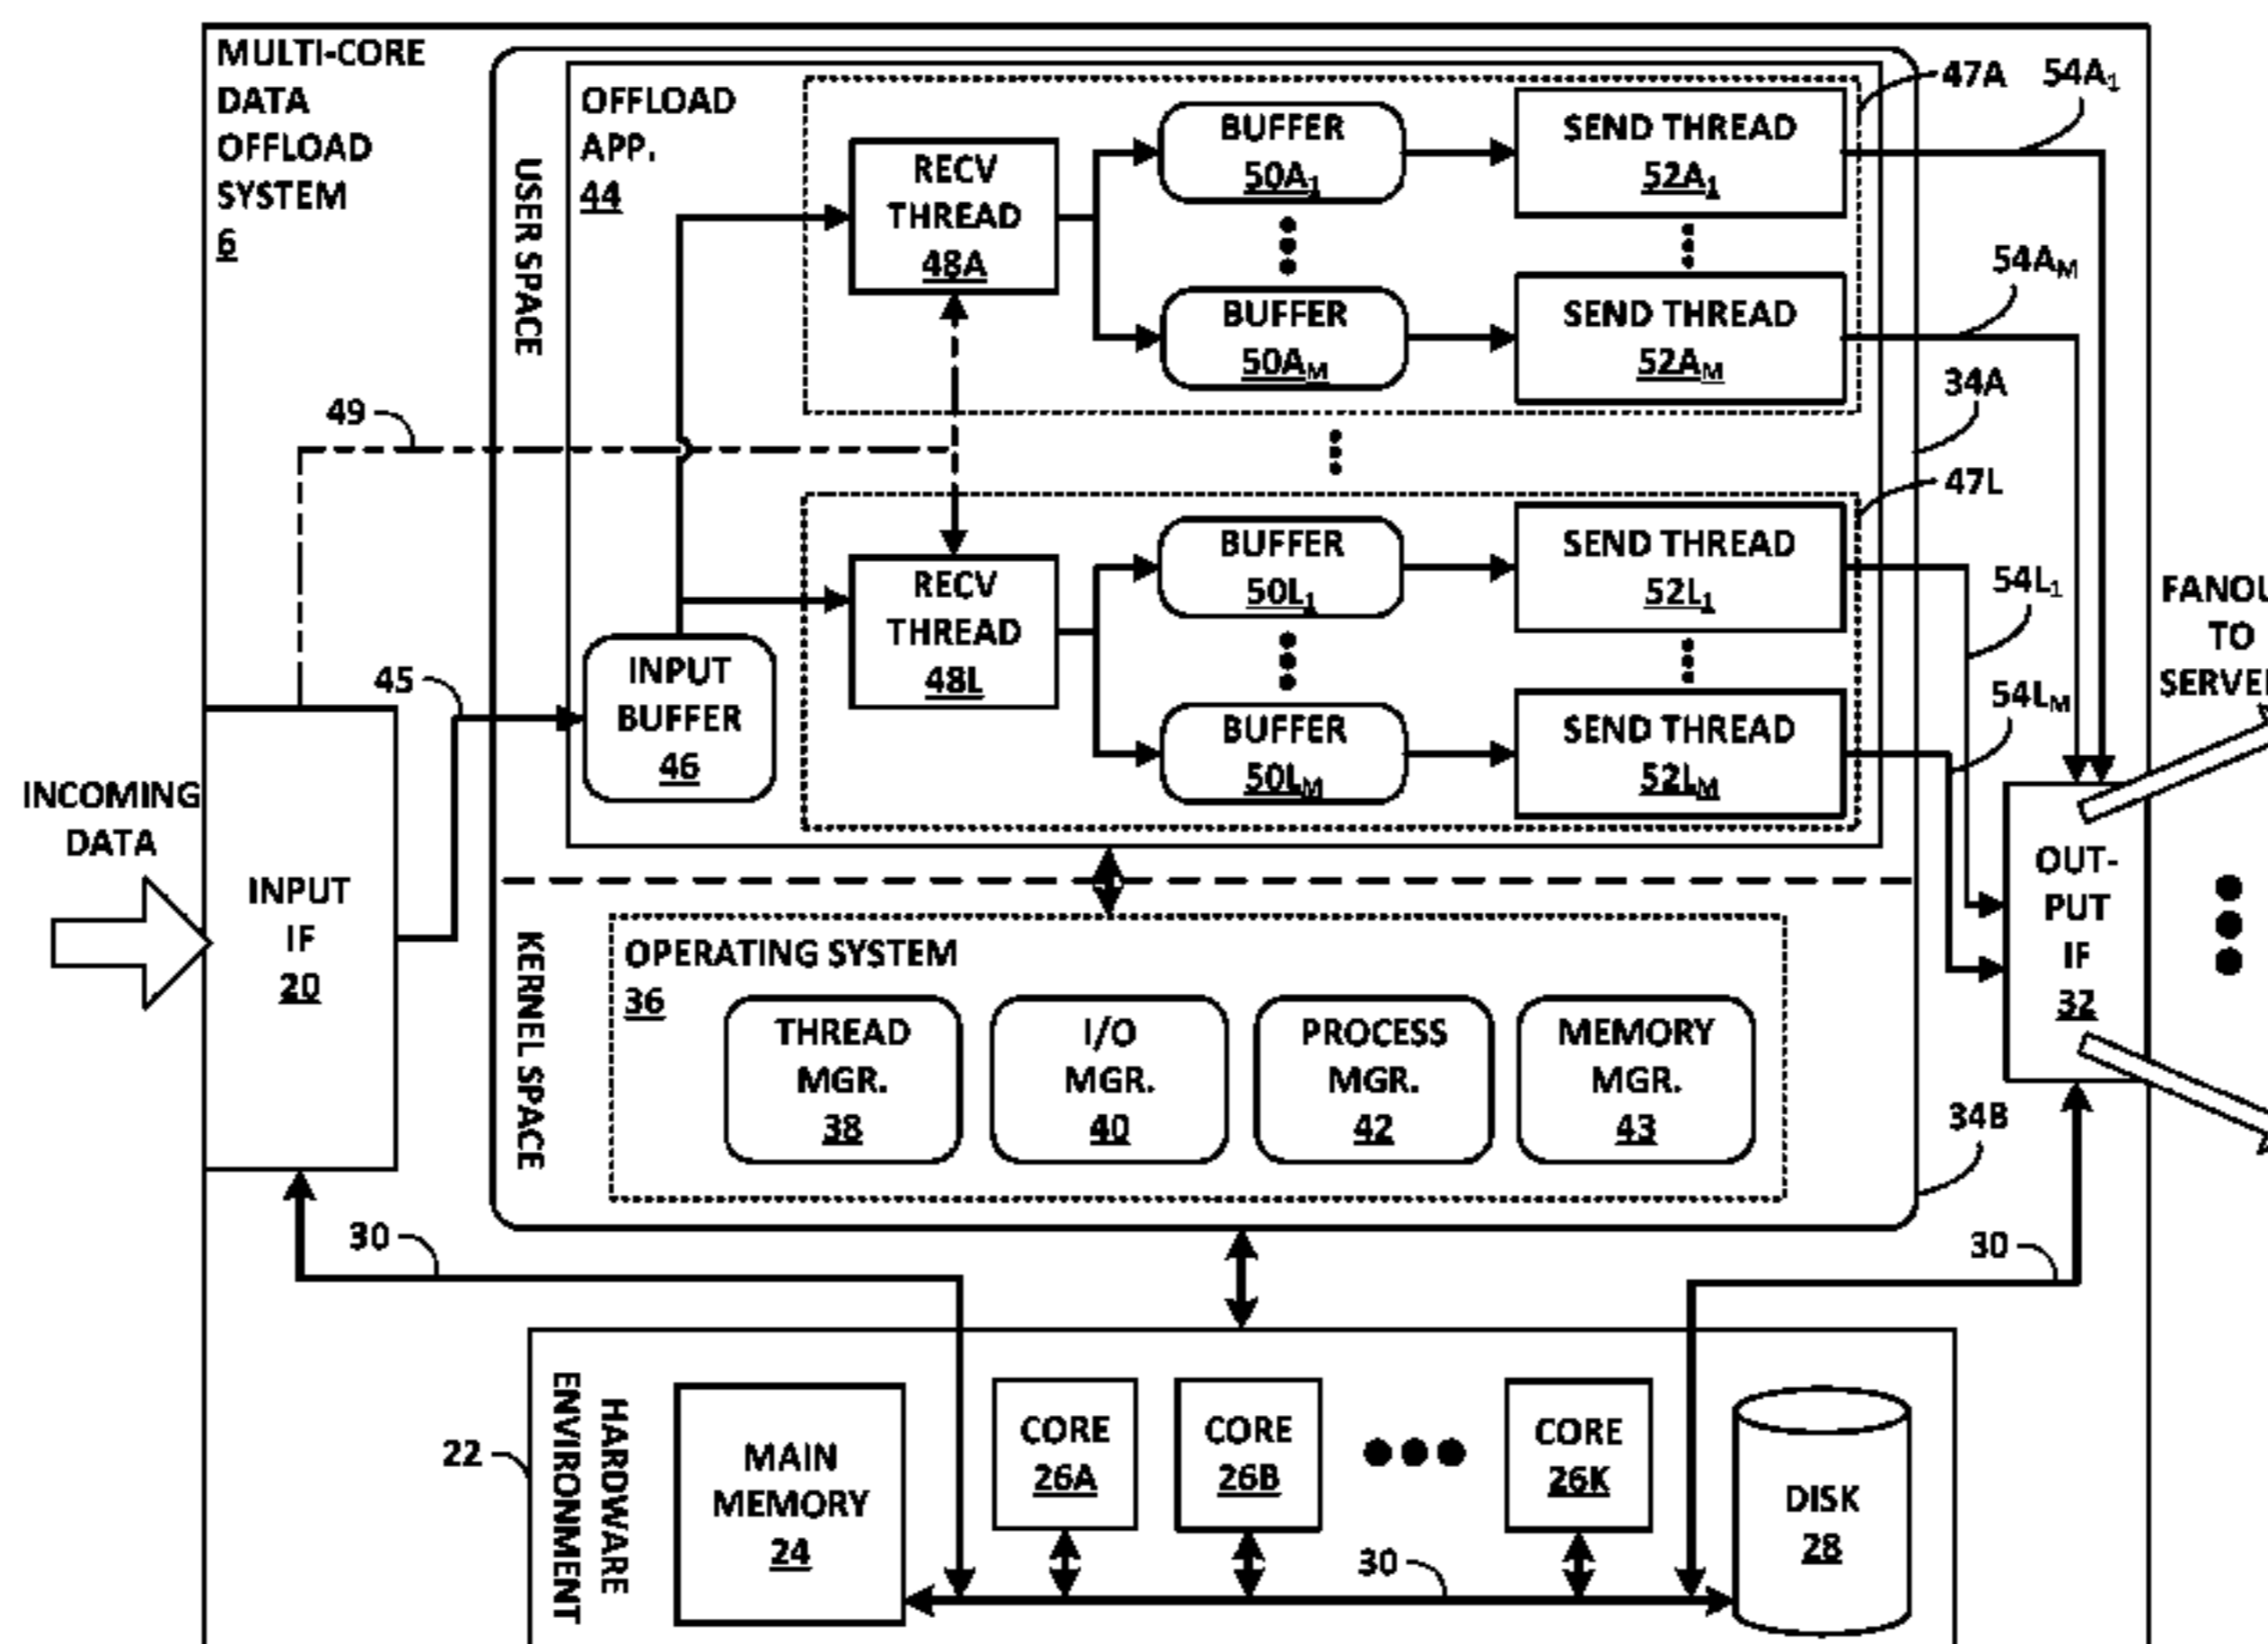 MULTI-CORE
DATA
OFFLOAD
SYSTEM
6
USER SPACE
OFFLOAD
APP.
44
RECV
THREAD
48A
BUFFER
50A1
SEND THREAD
52A1
BUFFER
50AM
SEND THREAD
52AM
47A
54A1
54AM
34A
49
47L
RECV
THREAD
48L
BUFFER
50L1
SEND THREAD
52L1
BUFFER
50LM
SEND THREAD
52LM
54L1
54LM
FANOU
TO
SERVE
45
INPUT
BUFFER
46
INCOMING
DATA
INPUT
IF
20
OUT-
PUT
IF
32
KERNEL SPACE
OPERATING SYSTEM
36
THREAD
MGR.
38
I/O
MGR.
40
PROCESS
MGR.
42
MEMORY
MGR.
43
34B
30
30
22
HARDWARE
ENVIRONMENT
MAIN
MEMORY
24
CORE
26A
CORE
26B
CORE
26K
30
DISK
28